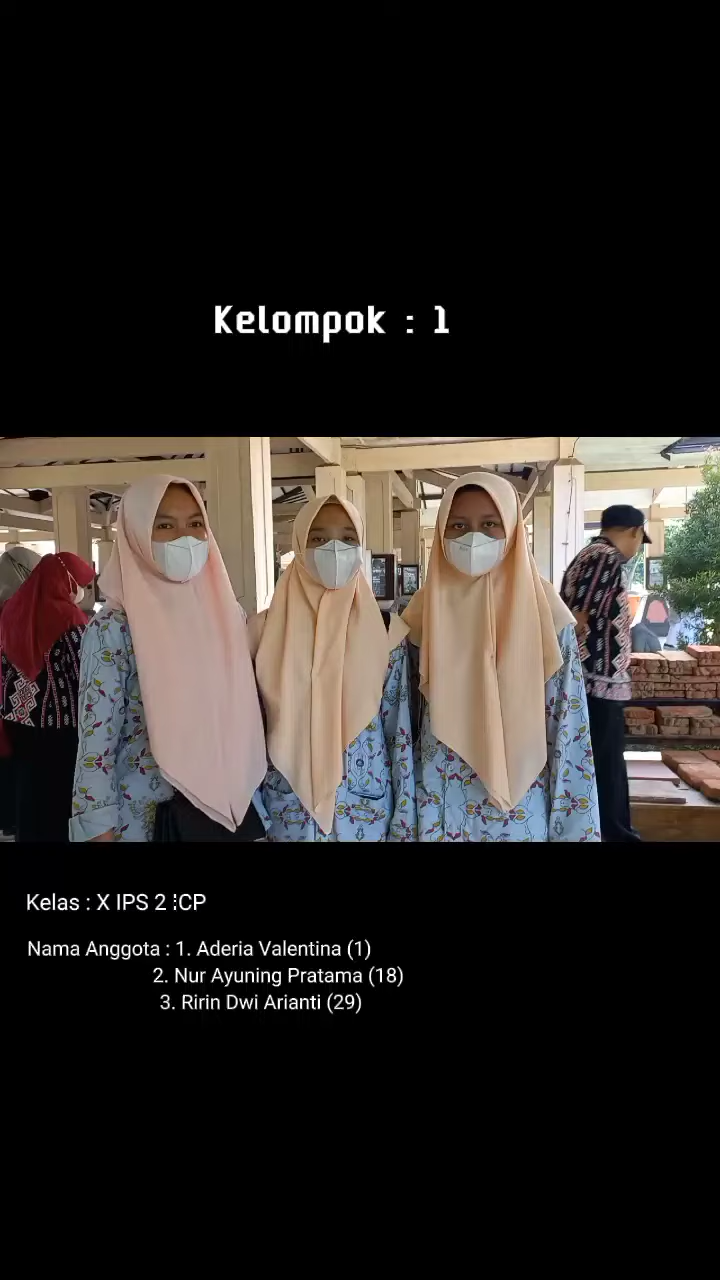 Kelompok : 1
Kelas : X IPS 2
Nama Anggota : 1. Aderia Valentina (1)
2. Nur Ayuning Pratama (18)
3. Ririn Dwi Arianti (29)